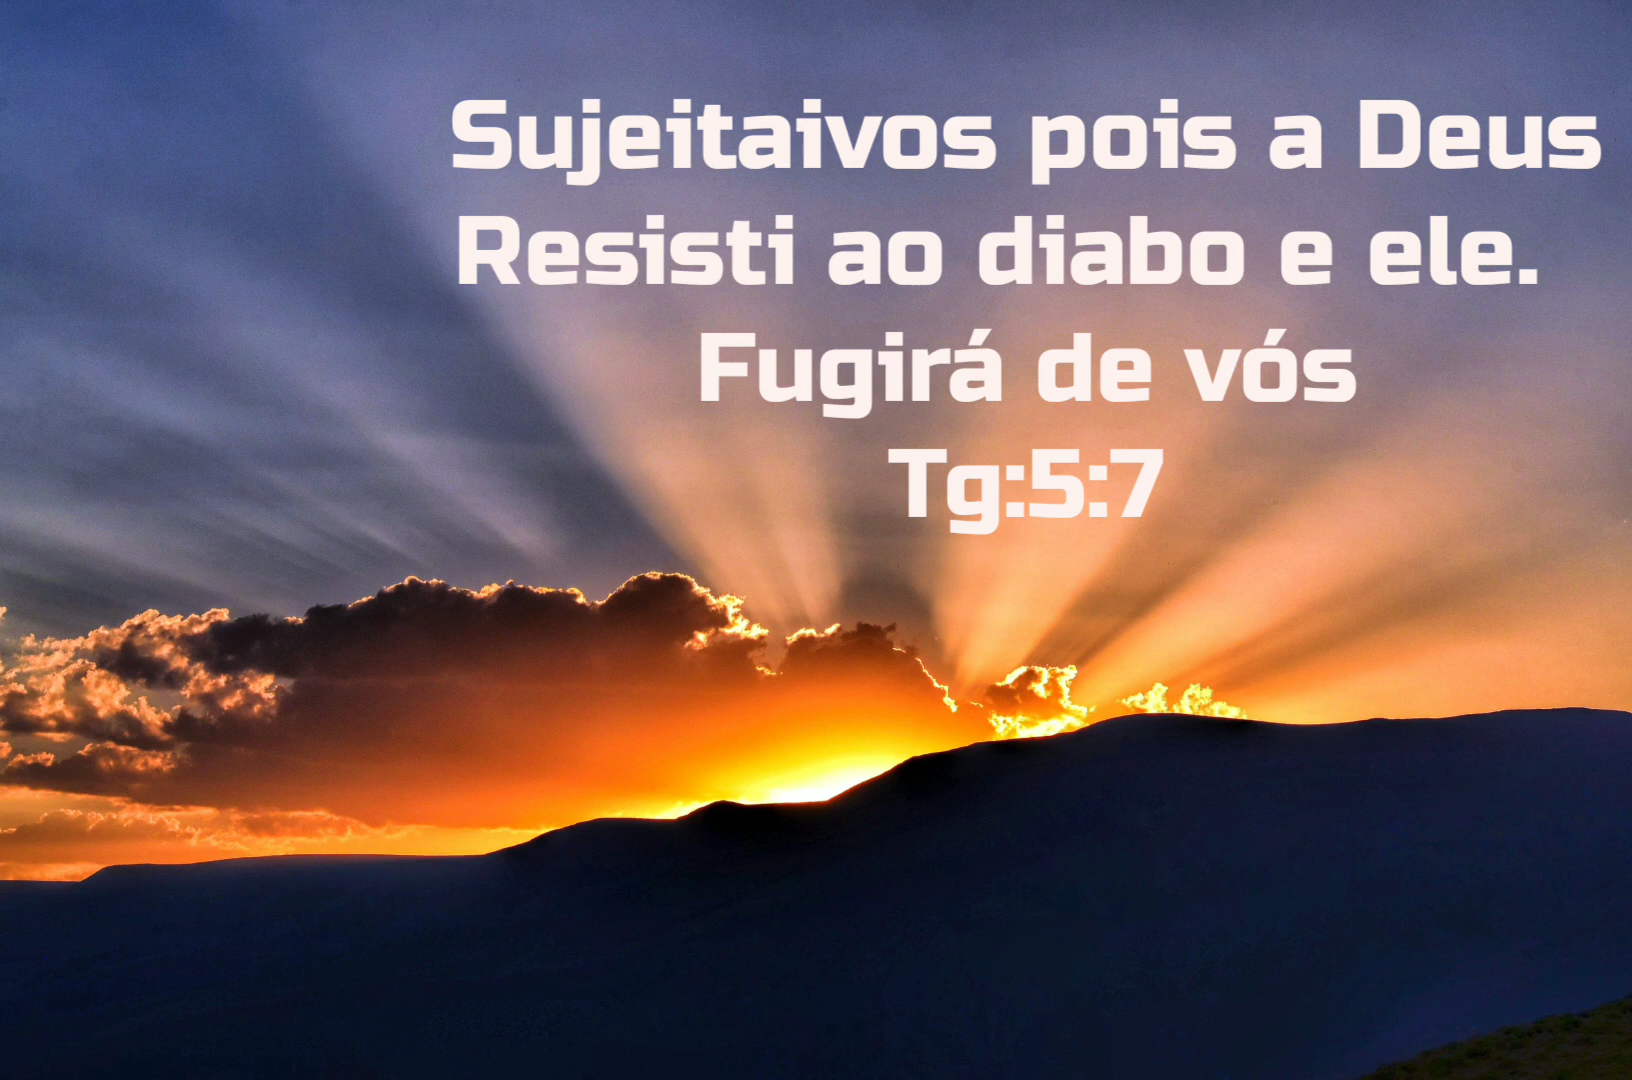 Sujeitaivos pois a Deus
Resisti ao diabo e ele.
Fugirá de vós
Tg:5:7